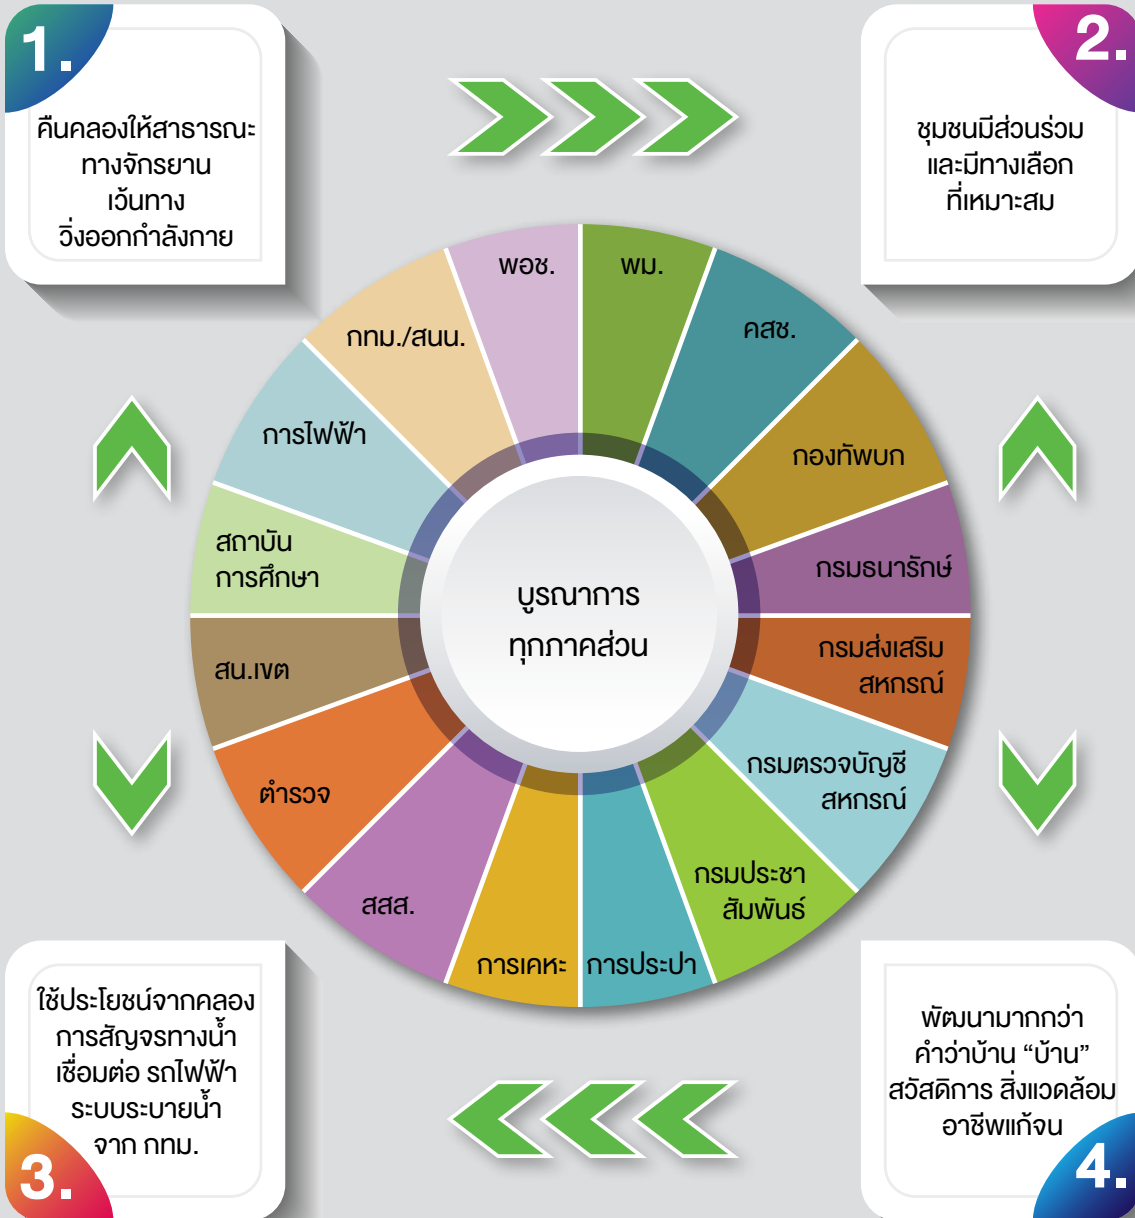 1.
คืนคลองให้สาธารณะ
ทางจักรยาน
เว้นทาง
วิ่งออกกำลังกาย
2.
ชุมชนมีส่วนร่วม
และมีทางเลือก
ที่เหมาะสม
พอช.
พม.
กทม./สนน.
คสช.
การไฟฟ้า
กองทัพบก
สถาบัน
การศึกษา
กรมธนารักษ์
บูรณาการ
ทุกภาคส่วน
สน.เขต
กรมส่งเสริม
สหกรณ์
ตำรวจ
กรมตรวจบัญชี
สหกรณ์
สสส.
กรมประชา
สัมพันธ์
การเคหะ
การประปา
ใช้ประโยชน์จากคลอง
การสัญจรทางน้ำ
เชื่อมต่อ รถไฟฟ้า
ระบบระบายน้ำ
จาก กทม.
3.
พัฒนามากกว่า
คำว่าบ้าน “บ้าน”
สวัสดิการ สิ่งแวดล้อม
อาชีพแก้จน
4.